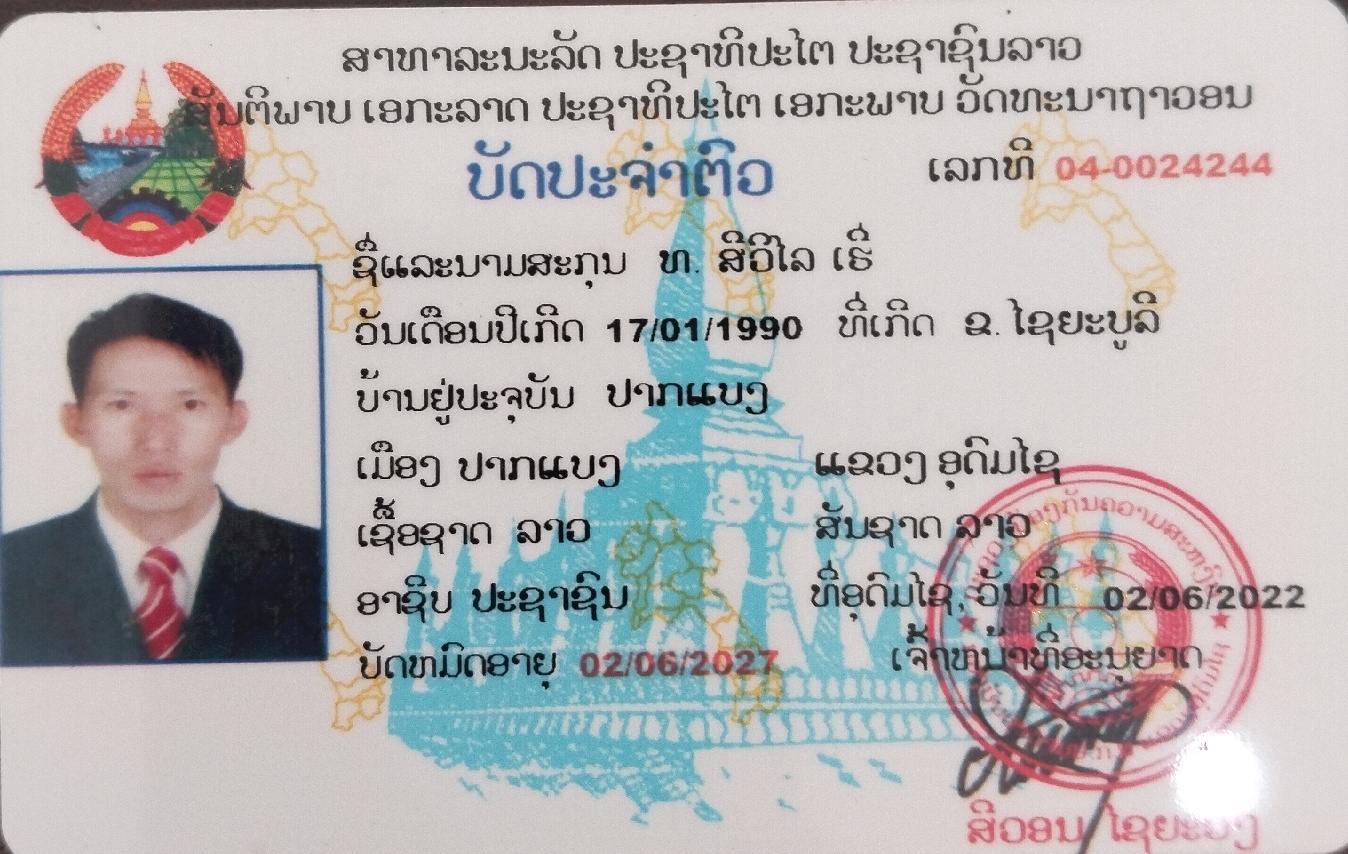 ສາທາລະນະລັດ ປະຊາທິປະໄຕ ປະຊາຊົນລາວ
ສັນຕິພາບ ເອກະລາດ ປະຊາທິປະໄຕ ເອກະພາບ ວັດທະນາຖາວອນ
ບັດປະຈຳຕົວ ເລກທີ 04-0024244
ຊື່ແລະນາມສະກຸນ ທ. ສີວິໄລ ເຮີ່
ວັນເດືອນປີເກີດ 17/01/1990 ທີ່ເກີດ ຂ. ໄຊຍະບູລີ
ບ້ານຢູ່ປະຈຸບັນ ປາກແບງ
ເມືອງ ປາກແບງ ແຂວງ ອຸດົມໄຊ
ເຊື້ອຊາດ ລາວ ສັນຊາດ ລາວ
ອາຊີບ ປະຊາຊົນ ທີ່ອຸດົມໄຊ, ວັນທີ 02/06/2022
ບັດຫມົດອາຍຸ 02/06/2027 ເຈົ້າຫນ້າທີ່ອະນຸຍາດ
ສີວອນ